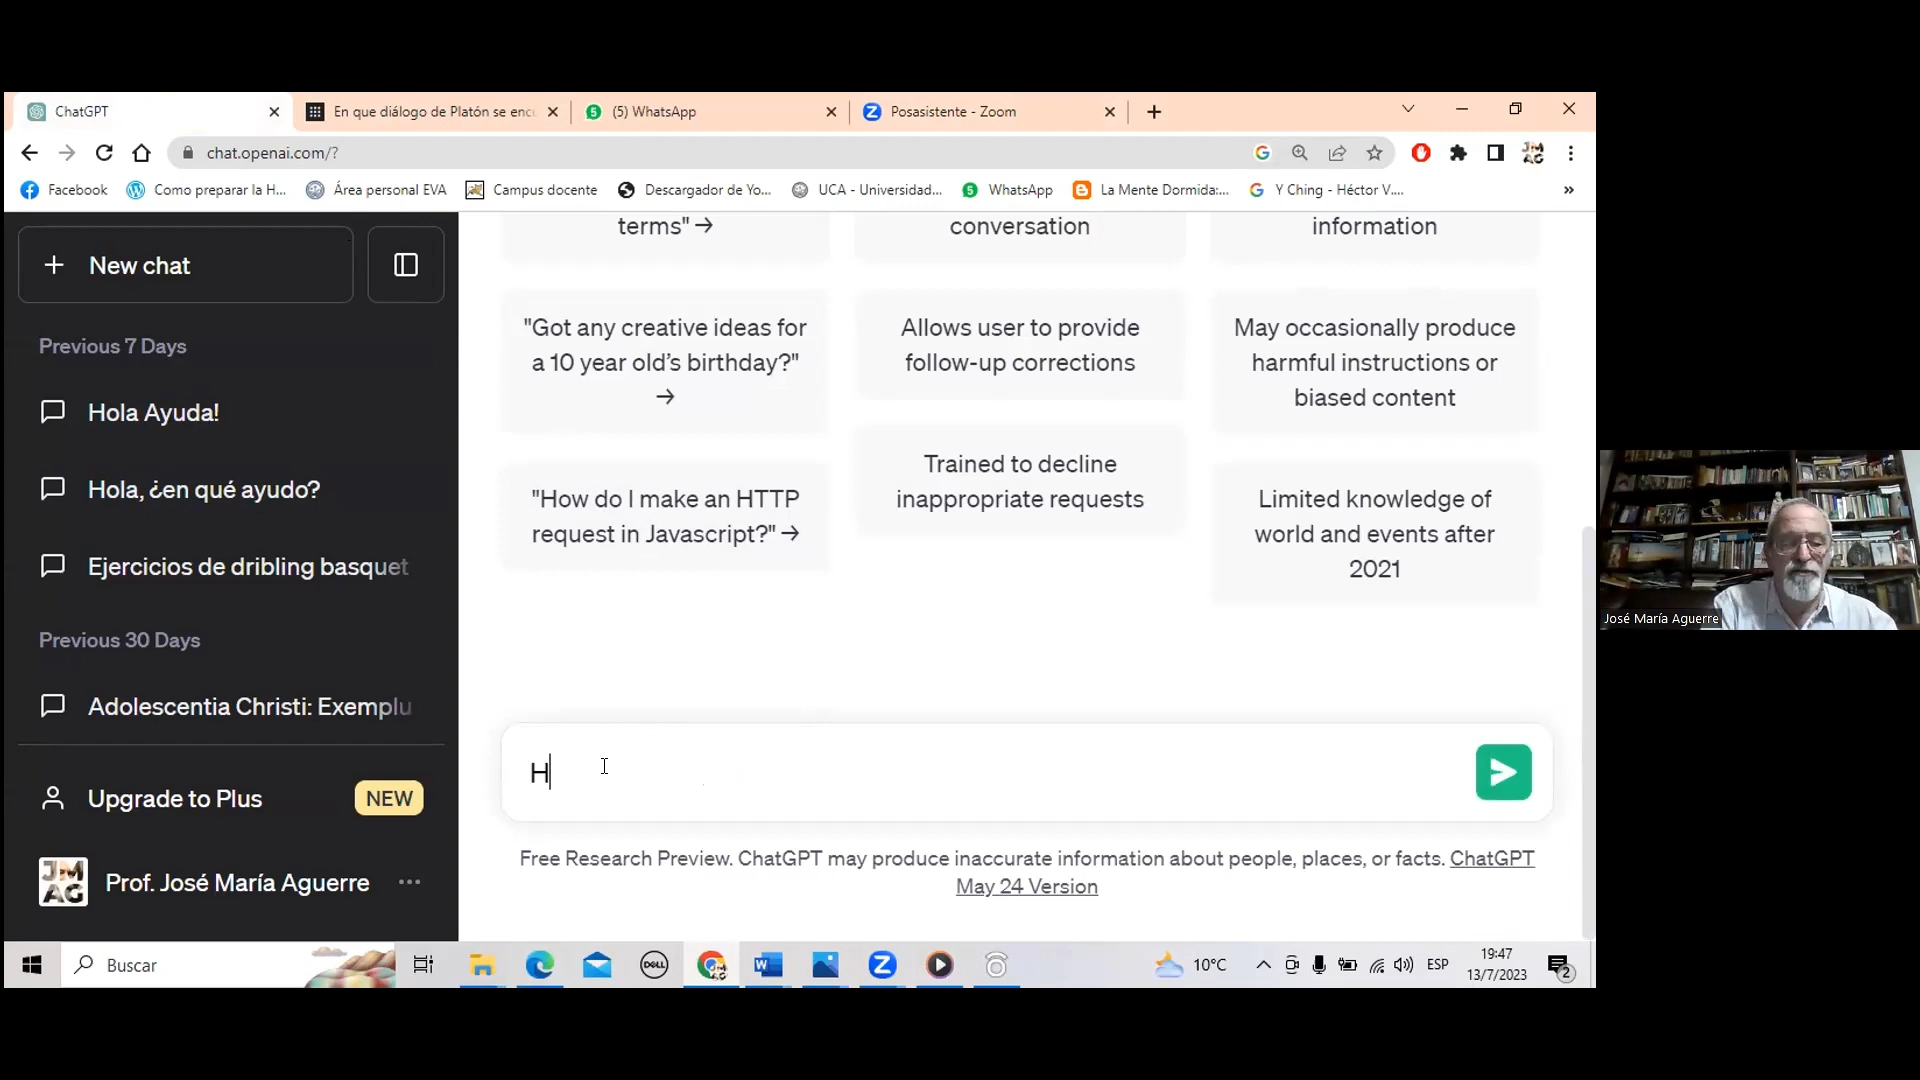 ChatGPT
En que diálogo de Platón se encu
(5) WhatsApp
Posasistente - Zoom
chat.openai.com/?
Facebook
Como preparar la H...
Área personal EVA
Campus docente
Descargador de Yo...
UCA - Universidad...
WhatsApp
La Mente Dormida:...
Y Ching - Héctor V....
»
New chat
Previous 7 Days
Hola Ayuda!
Hola, ¿en qué ayudo?
Ejercicios de dribling basquet
Previous 30 Days
Adolescentia Christi: Exemplu
Upgrade to Plus
NEW
JM
AG
Prof. José María Aguerre
terms" →
"Got any creative ideas for
a 10 year old's birthday?"
→
"How do I make an HTTP
request in Javascript?" →
conversation
Allows user to provide
follow-up corrections
Trained to decline
inappropriate requests
information
May occasionally produce
harmful instructions or
biased content
Limited knowledge of
world and events after
2021
H
Free Research Preview. ChatGPT may produce inaccurate information about people, places, or facts. ChatGPT
May 24 Version
Buscar
DELL
10°C
ESP
19:47
13/7/2023
2
José María Aguerre